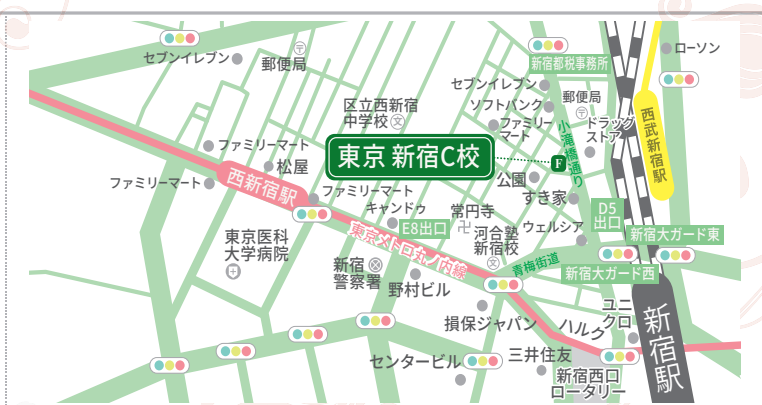 セブンイレブン
郵便局
〒
新宿都税事務所
ローソン
セブンイレブン
ソフトバンク
郵便局
〒
ファミリー
マート
ドラッグ
ストア
小滝橋通り
西武新宿駅
区立西新宿
中学校 文
東京 新宿C校
F
ファミリーマート
松屋
ファミリーマート
西新宿駅
ファミリーマート
キャンドゥ
公園
すき家
D5
出口
常円寺
卍
E8出口
河合塾
新宿校
文
ウェルシア
新宿大ガード東
東京医科
大学病院
東京メトロ丸ノ内線
青梅街道
新宿大ガード西
新宿
警察署
野村ビル
損保ジャパン
ハルク
ユニ
クロ
新宿駅
センタービル
三井住友
新宿西口
ロータリー